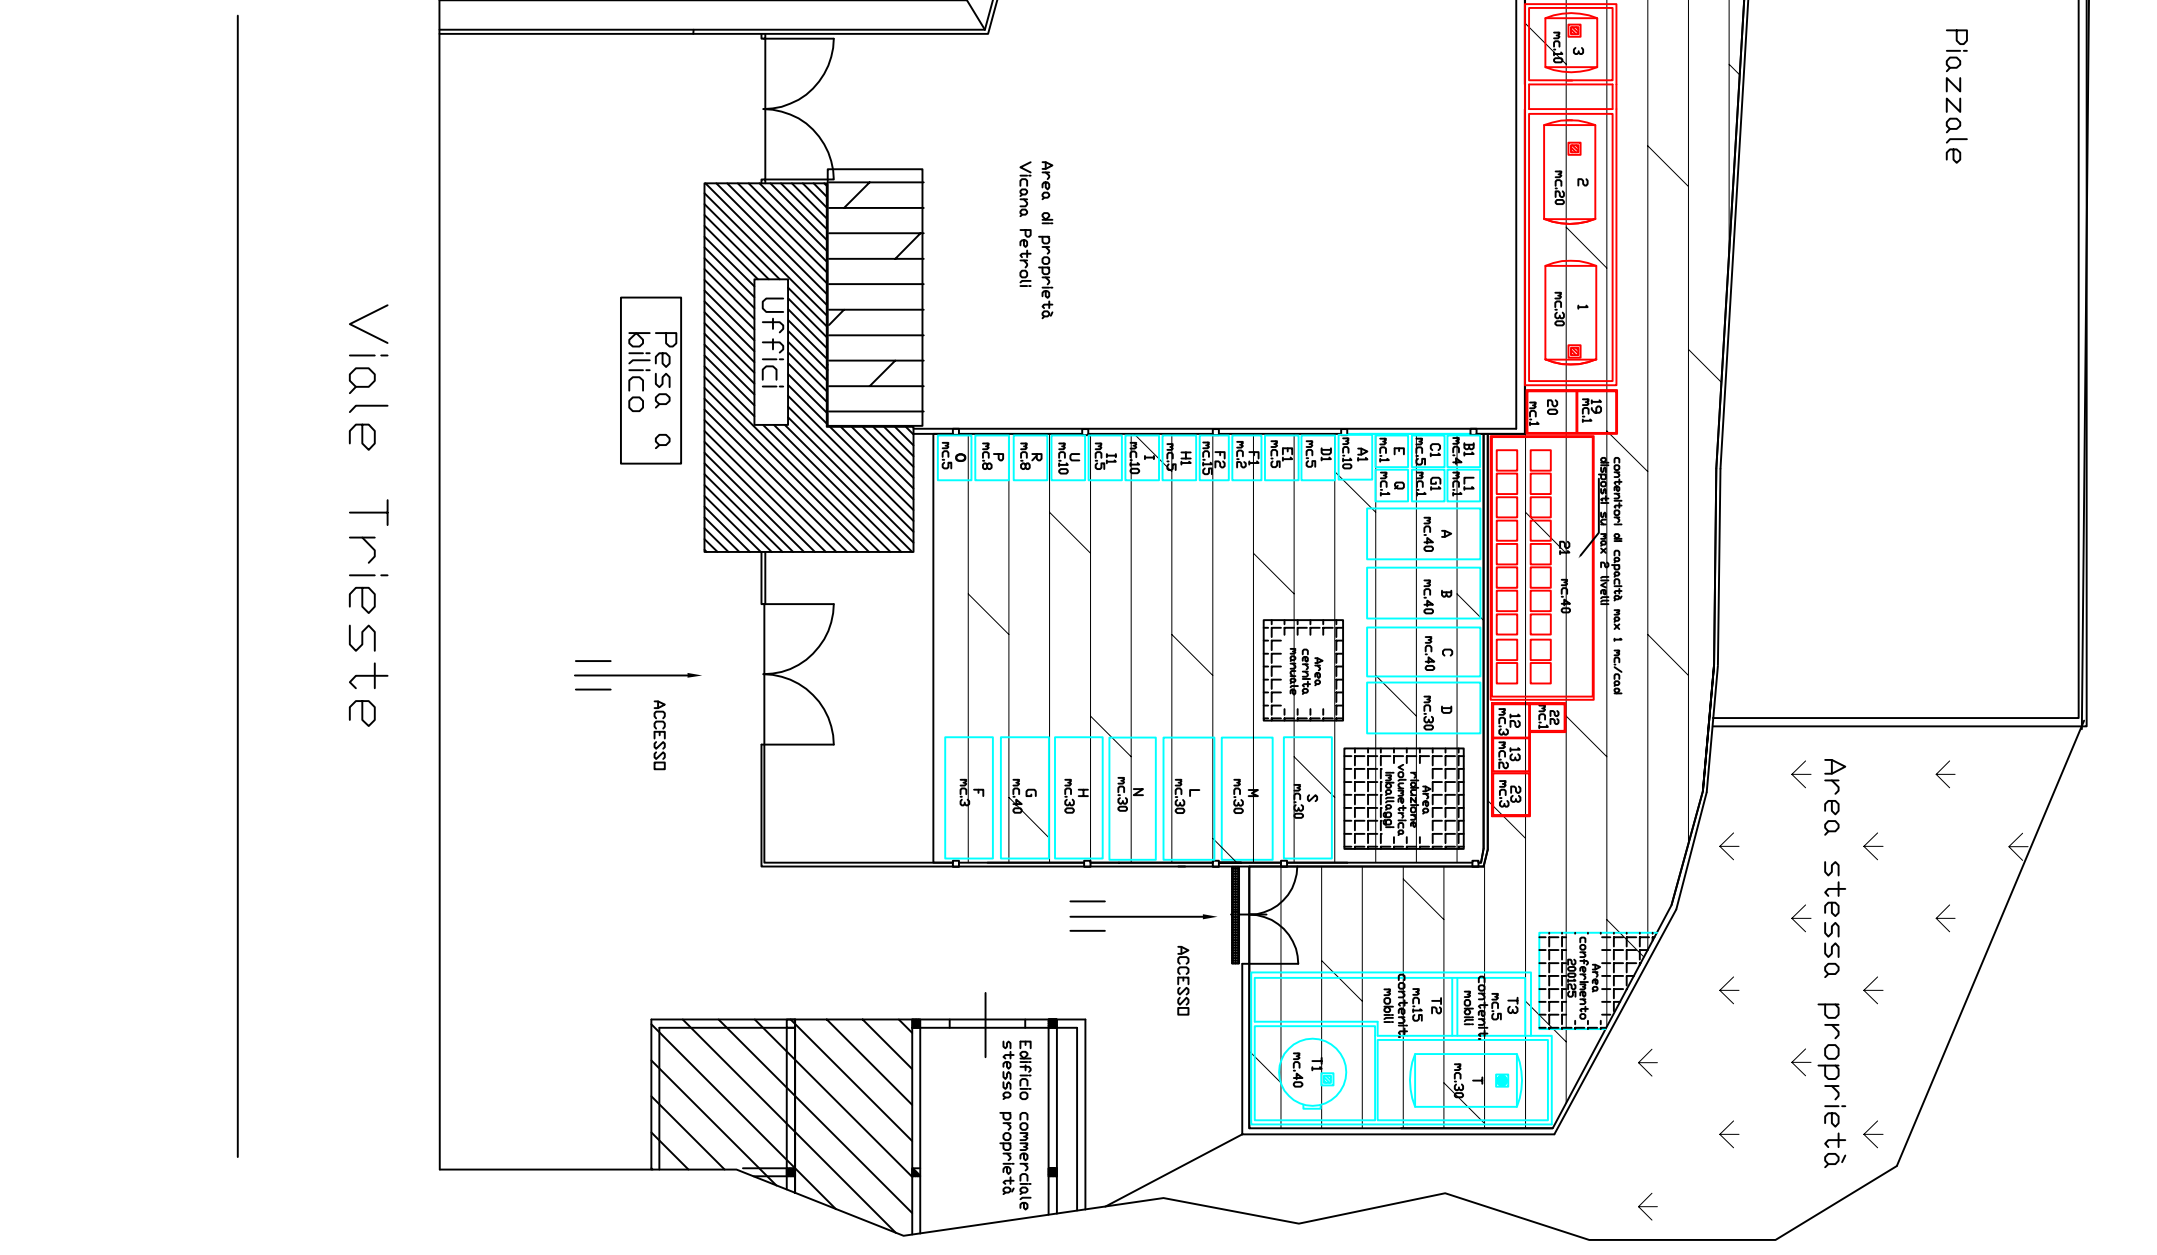 Piazzale
3
mc.10
2
mc.20
1
mc.30
19
mc.1
20
mc.1
contenitori di capacità max 1 mc./cad
disposti su max 2 livelli
21
mc.40
22
mc.1
12
mc.3
13
mc.2
23
mc.3
Area di proprietà
Vicana Petroli
Uffici
Pesa a
bilico
Viale Trieste
ACCESSO
O
mc.5
P
mc.8
R
mc.8
U
mc.10
I1
mc.5
I
mc.10
H1
mc.5
F2
mc.15
F1
mc.2
E1
mc.5
D1
mc.5
A1
mc.10
E
mc.1
C1
mc.5
B1
mc.4
Q
mc.1
G1
mc.1
L1
mc.1
A
mc.40
B
mc.40
C
mc.40
D
mc.30
Area
cernita
manuale
Area
riduzione
volumetrica
imballaggi
F
mc.3
G
mc.40
H
mc.30
N
mc.30
L
mc.30
M
mc.30
S
mc.30
ACCESSO
Area
conferimento
200125
T3
mc.5
contenit.
mobili
T2
mc.15
contenit.
mobili
T1
mc.40
T
mc.30
Edificio commerciale
stessa proprietà
Area stessa proprietà